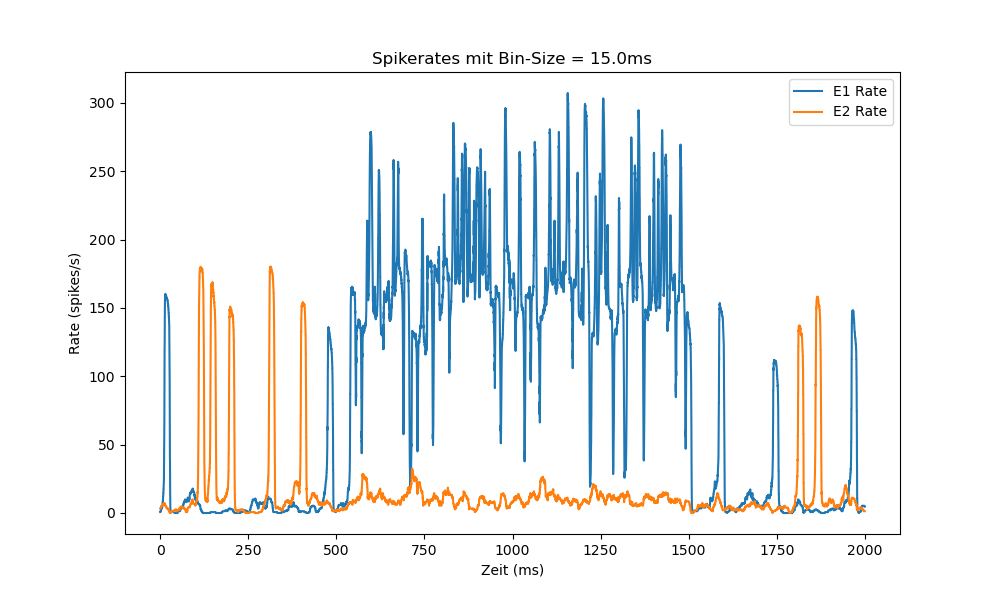 Spikerates mit Bin-Size = 15.0ms
E1 Rate
E2 Rate
300
250
200
150
100
50
0
Rate (spikes/s)
0 250 500 750 1000 1250 1500 1750 2000
Zeit (ms)